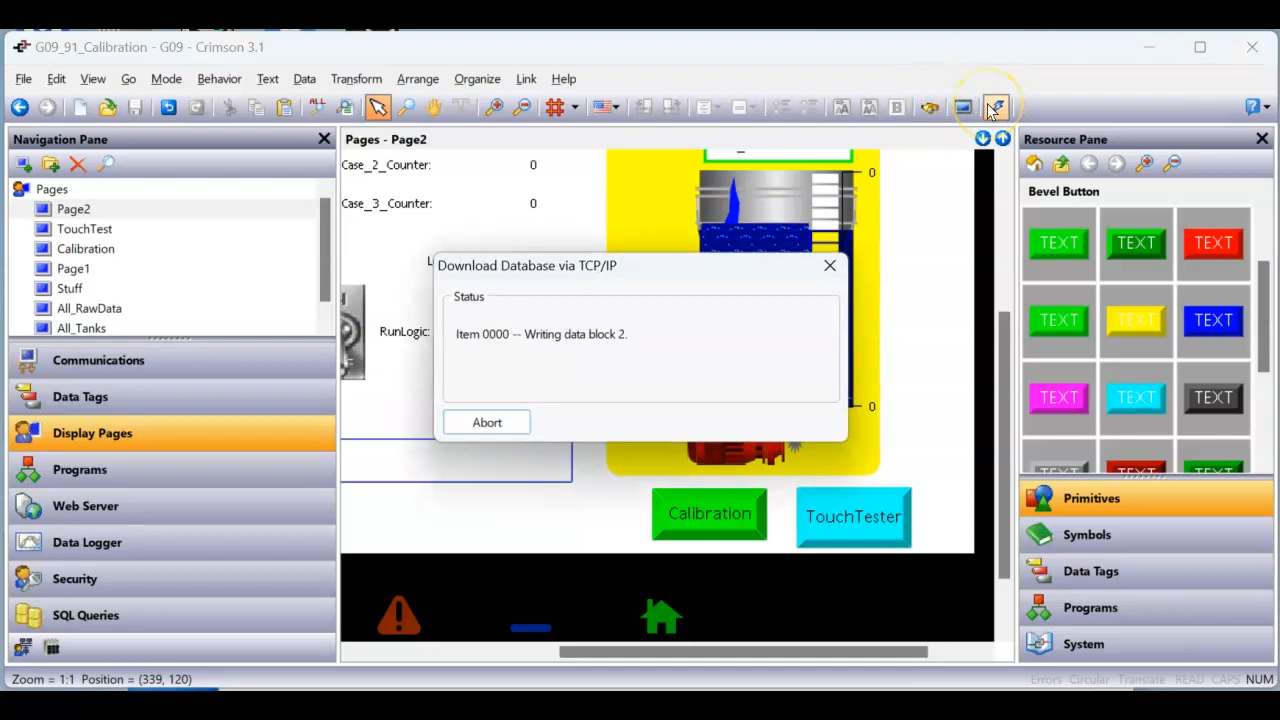 G09_91_Calibration - G09 - Crimson 3.1
File Edit View Go Mode Behavior Text Data Transform Arrange Organize Link Help
Navigation Pane
Pages
Page2
TouchTest
Calibration
Page1
Stuff
All_RawData
All_Tanks
Communications
Data Tags
Display Pages
Programs
Web Server
Data Logger
Security
SQL Queries
Pages - Page2
Case_2_Counter: 0
Case_3_Counter: 0
RunLogic:
0
0
Calibration
TouchTester
Download Database via TCP/IP
Status
Item 0000 -- Writing data block 2.
Abort
Resource Pane
Bevel Button
TEXT TEXT TEXT
TEXT TEXT TEXT
TEXT TEXT TEXT
TEXT TEXT TEXT
Primitives
Symbols
Data Tags
Programs
System
Zoom = 1:1 Position = (339, 120)
Errors Circular Translate READ CAPS NUM